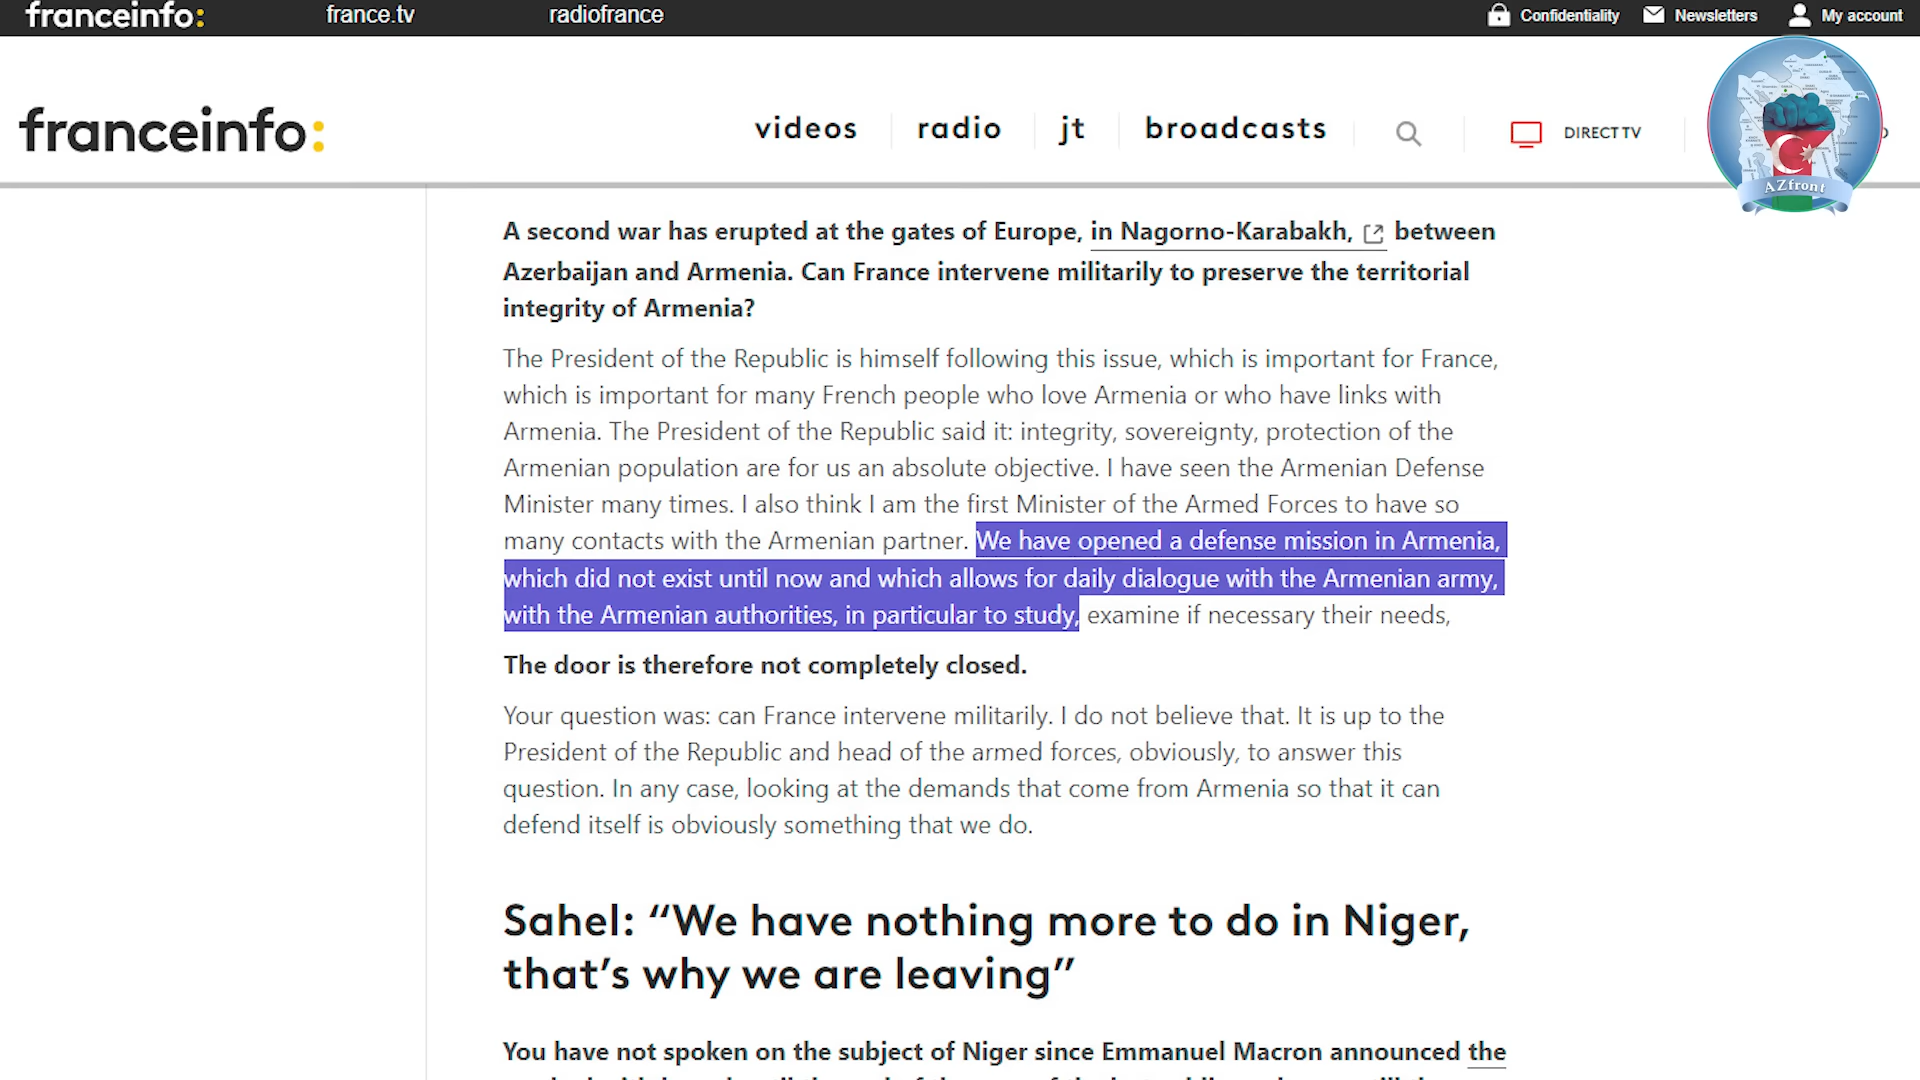 franceinfo: france.tv radiofrance Confidentiality Newsletters My account
franceinfo: videos radio jt broadcasts DIRECT TV
AZfront
A second war has erupted at the gates of Europe, in Nagorno-Karabakh, between
Azerbaijan and Armenia. Can France intervene militarily to preserve the territorial
integrity of Armenia?
The President of the Republic is himself following this issue, which is important for France,
which is important for many French people who love Armenia or who have links with
Armenia. The President of the Republic said it: integrity, sovereignty, protection of the
Armenian population are for us an absolute objective. I have seen the Armenian Defense
Minister many times. I also think I am the first Minister of the Armed Forces to have so
many contacts with the Armenian partner. We have opened a defense mission in Armenia,
which did not exist until now and which allows for daily dialogue with the Armenian army,
with the Armenian authorities, in particular to study, examine if necessary their needs,
The door is therefore not completely closed.
Your question was: can France intervene militarily. I do not believe that. It is up to the
President of the Republic and head of the armed forces, obviously, to answer this
question. In any case, looking at the demands that come from Armenia so that it can
defend itself is obviously something that we do.
Sahel: “We have nothing more to do in Niger,
that’s why we are leaving”
You have not spoken on the subject of Niger since Emmanuel Macron announced the